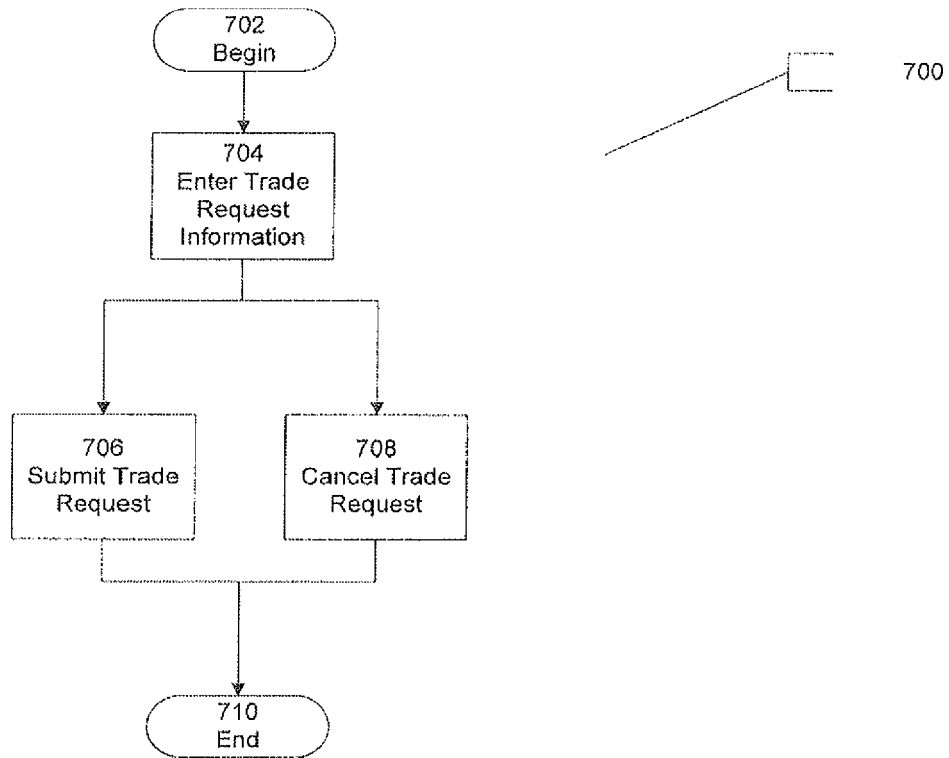 702
Begin
700
704
Enter Trade
Request
Information
706
Submit Trade
Request
708
Cancel Trade
Request
710
End